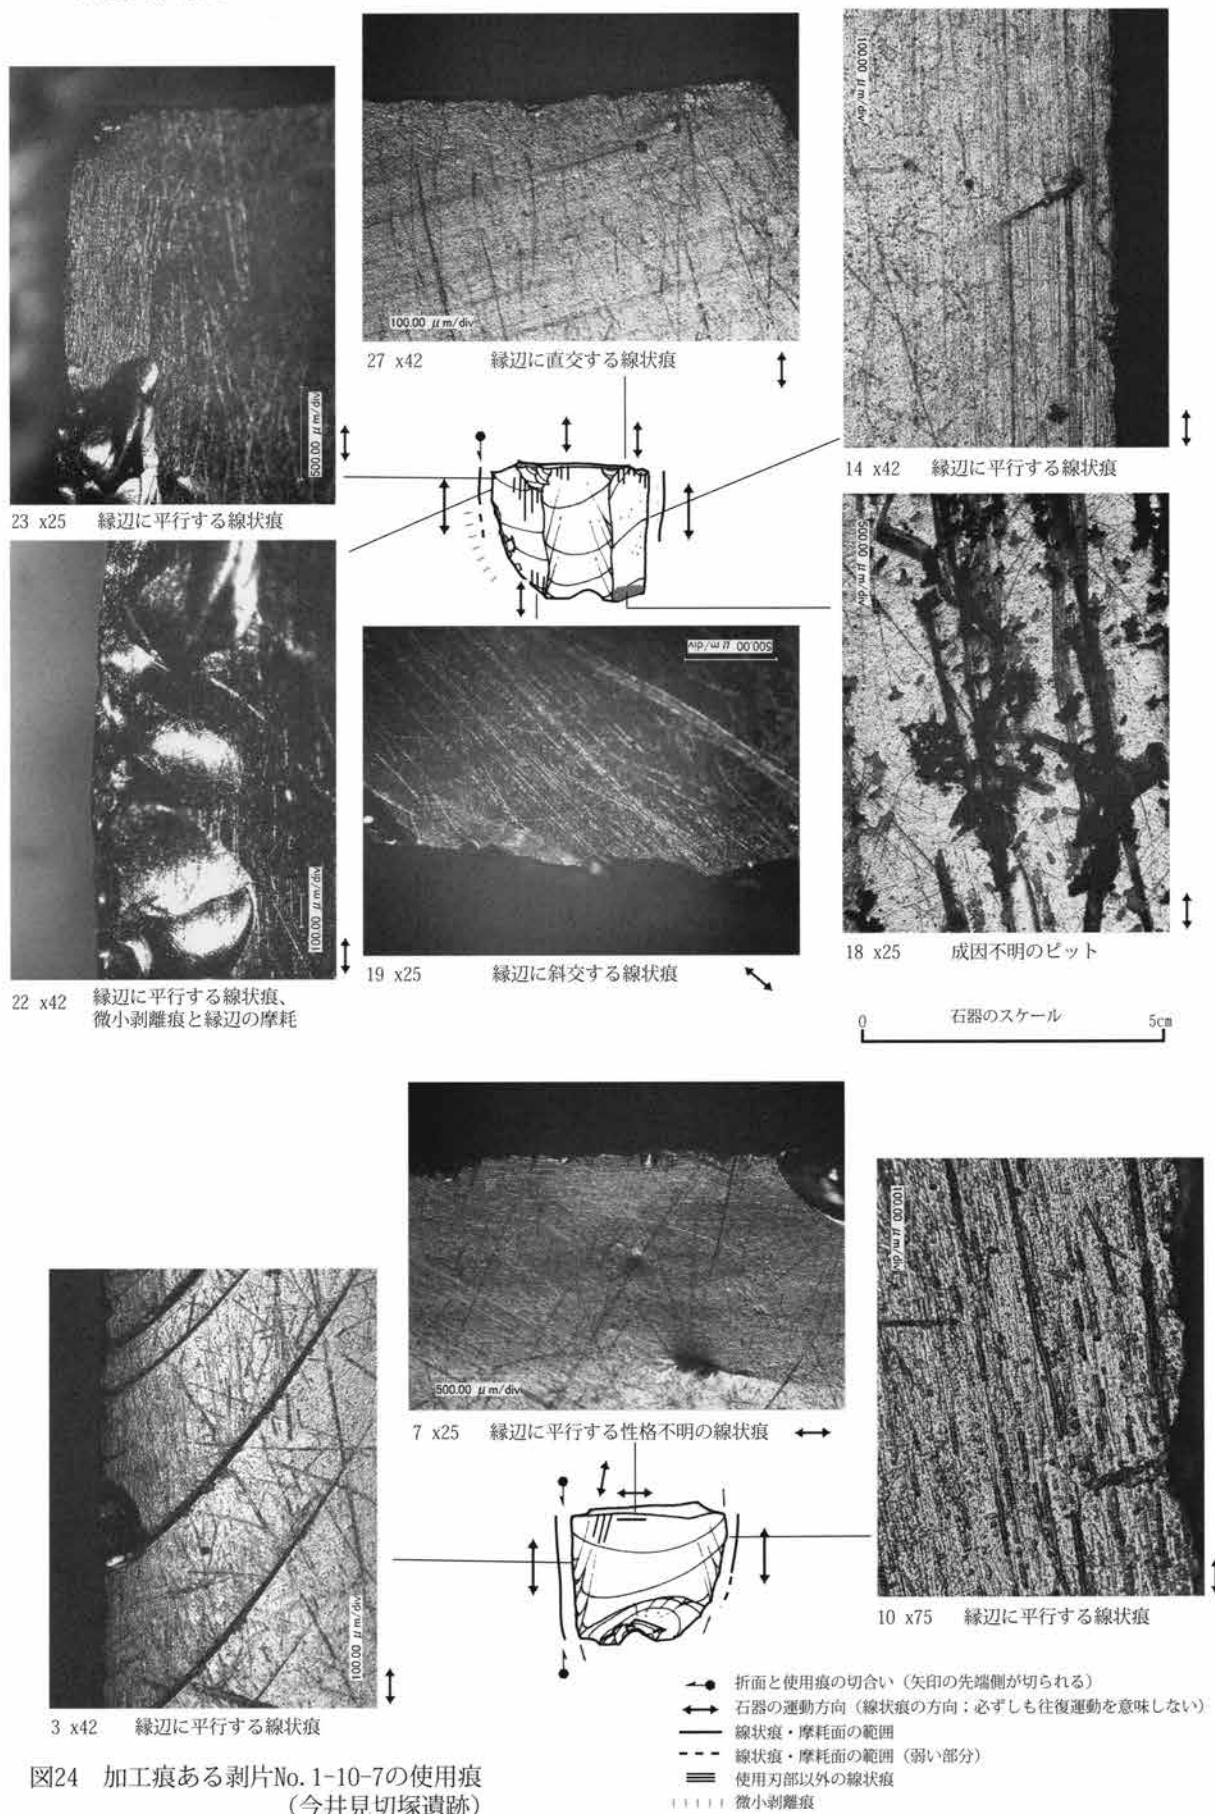 100.00 μm/div
27 x42 縁辺に直交する線状痕
100.00 μm/div
14 x42 縁辺に平行する線状痕
500.00 μm/div
23 x25 縁辺に平行する線状痕
100.00 μm/div
22 x42 縁辺に平行する線状痕、
微小剥離痕と縁辺の摩耗
500.00 μm/div
19 x25 縁辺に斜交する線状痕
500.00 μm/div
18 x25 成因不明のピット
0 石器のスケール 5cm
500.00 μm/div
7 x25 縁辺に平行する性格不明の線状痕
100.00 μm/div
10 x75 縁辺に平行する線状痕
100.00 μm/div
3 x42 縁辺に平行する線状痕
折面と使用痕の切合い（矢印の先端側が切られる）
石器の運動方向（線状痕の方向；必ずしも往復運動を意味しない）
線状痕・摩耗面の範囲
線状痕・摩耗面の範囲（弱い部分）
使用刃部以外の線状痕
微小剥離痕
図24 加工痕ある剥片No.1-10-7の使用痕
（今井見切塚遺跡）